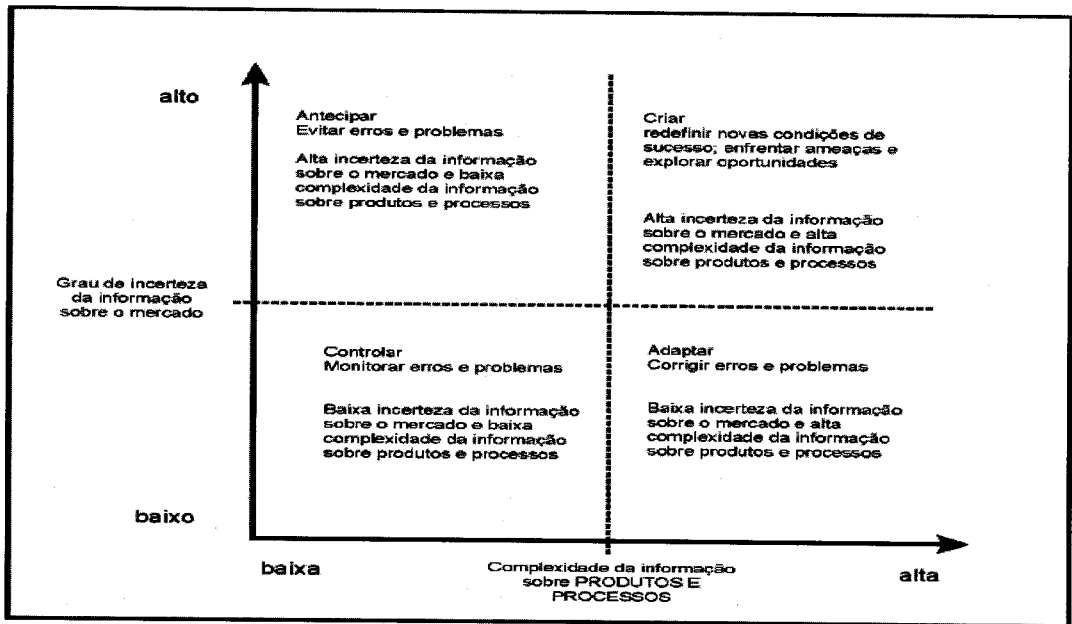 alto
Antecipar
Evitar erros e problemas
Alta incerteza da informação
sobre o mercado e baixa
complexidade da informação
sobre produtos e processos
Criar
redefinir novas condições de
sucesso; enfrentar ameaças e
explorar oportunidades
Alta incerteza da informação
sobre o mercado e alta
complexidade da informação
sobre produtos e processos
Grau de incerteza
da informação
sobre o mercado
Controlar
Monitorar erros e problemas
Baixa incerteza da informação
sobre o mercado e baixa
complexidade da informação
sobre produtos e processos
Adaptar
Corrigir erros e problemas
Baixa incerteza da informação
sobre o mercado e alta
complexidade da informação
sobre produtos e processos
baixo
baixa
Complexidade da informação
sobre PRODUTOS E
PROCESSOS
alta